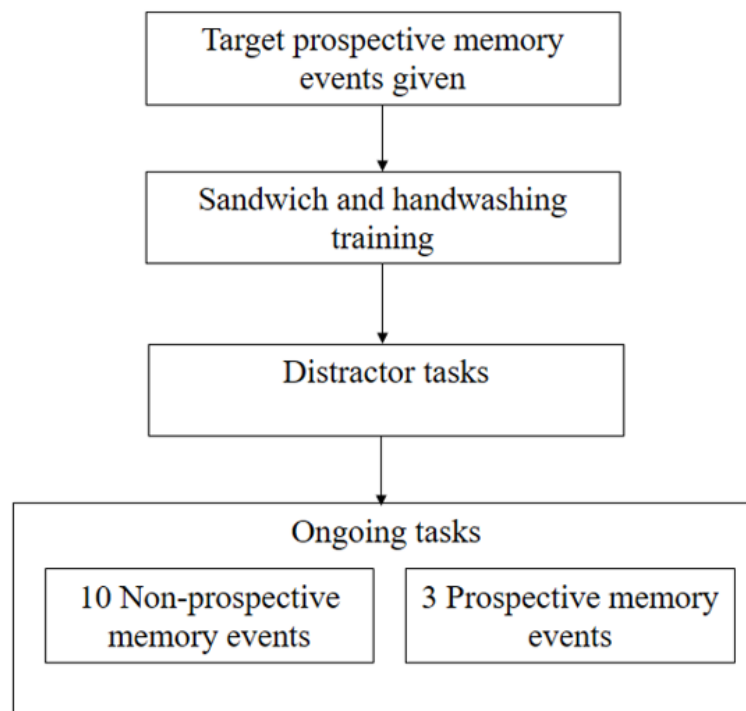 Target prospective memory
events given
Sandwich and handwashing
training
Distractor tasks
Ongoing tasks
10 Non-prospective
memory events
3 Prospective memory
events